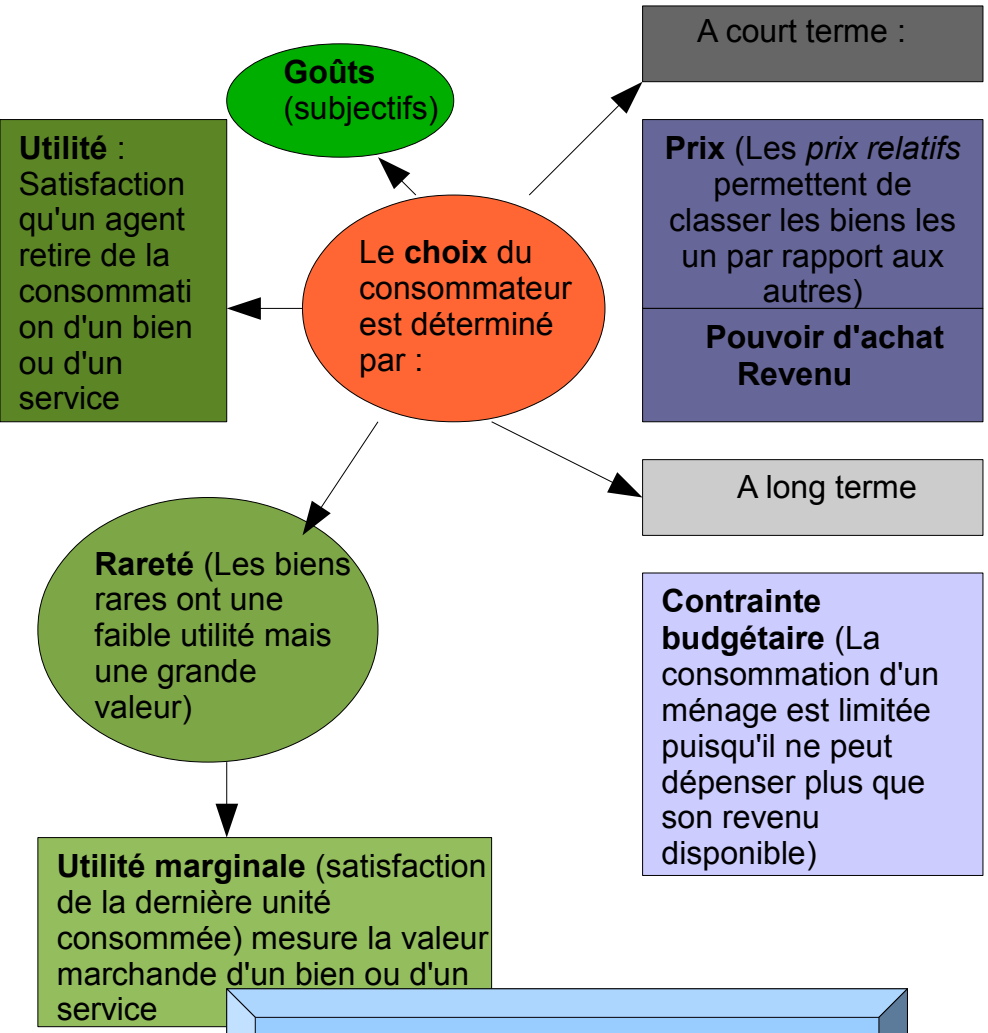 A court terme :
Goûts
(subjectifs)
Utilité :
Satisfaction
qu'un agent
retire de la
consommati
on d'un bien
ou d'un
service
Prix (Les prix relatifs
permettent de
classer les biens les
un par rapport aux
autres)
Pouvoir d'achat
Revenu
Le choix du
consommateur
est déterminé
par :
A long terme
Rareté (Les biens
rares ont une
faible utilité mais
une grande
valeur)
Contrainte
budgétaire (La
consommation d'un
ménage est limitée
puisqu'il ne peut
dépenser plus que
son revenu
disponible)
Utilité marginale (satisfaction
de la dernière unité
consommée) mesure la valeur
marchande d'un bien ou d'un
service